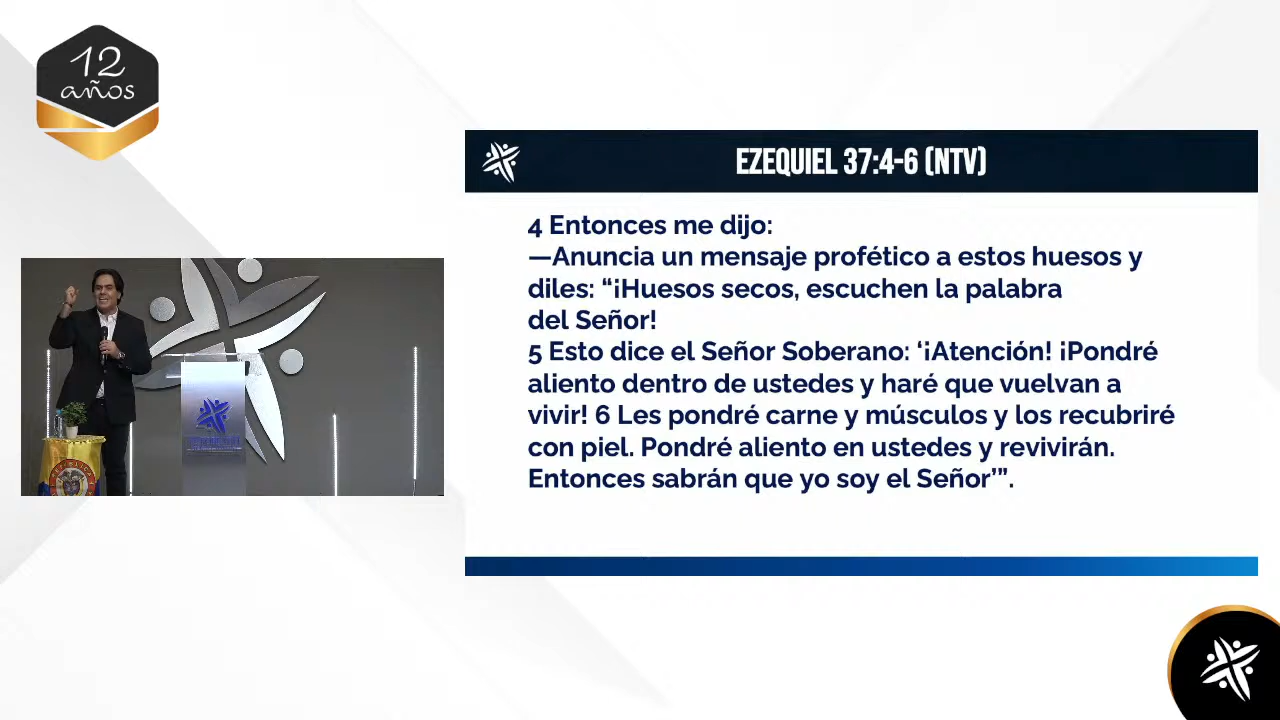 12
años
EZEQUIEL 37:4-6 (NTV)
4 Entonces me dijo:
—Anuncia un mensaje profético a estos huesos y
diles: “¡Huesos secos, escuchen la palabra
del Señor!
5 Esto dice el Señor Soberano: ‘¡Atención! ¡Pondré
aliento dentro de ustedes y haré que vuelvan a
vivir! 6 Les pondré carne y músculos y los recubriré
con piel. Pondré aliento en ustedes y revivirán.
Entonces sabrán que yo soy el Señor’”.